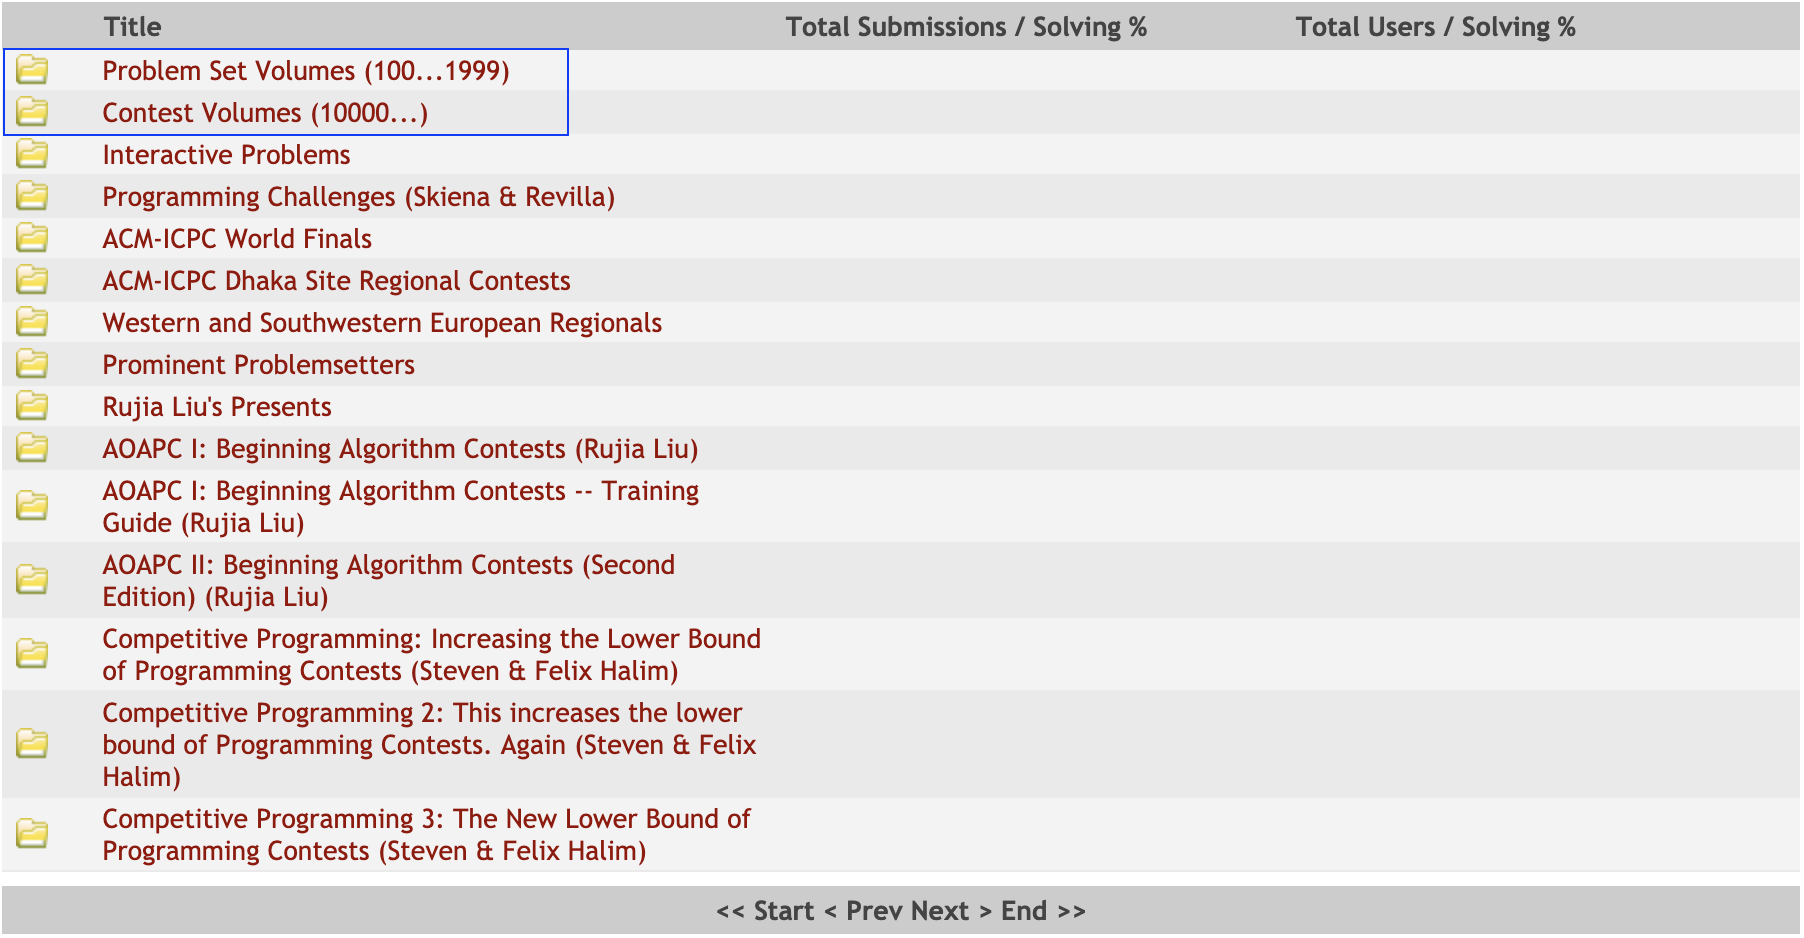 Title Total Submissions / Solving % Total Users / Solving %
Problem Set Volumes (100...1999)
Contest Volumes (10000...)
Interactive Problems
Programming Challenges (Skiena & Revilla)
ACM-ICPC World Finals
ACM-ICPC Dhaka Site Regional Contests
Western and Southwestern European Regionals
Prominent Problemsetters
Rujia Liu's Presents
AOAPC I: Beginning Algorithm Contests (Rujia Liu)
AOAPC I: Beginning Algorithm Contests -- Training
Guide (Rujia Liu)
AOAPC II: Beginning Algorithm Contests (Second
Edition) (Rujia Liu)
Competitive Programming: Increasing the Lower Bound
of Programming Contests (Steven & Felix Halim)
Competitive Programming 2: This increases the lower
bound of Programming Contests. Again (Steven & Felix
Halim)
Competitive Programming 3: The New Lower Bound of
Programming Contests (Steven & Felix Halim)
<< Start < Prev Next > End >>